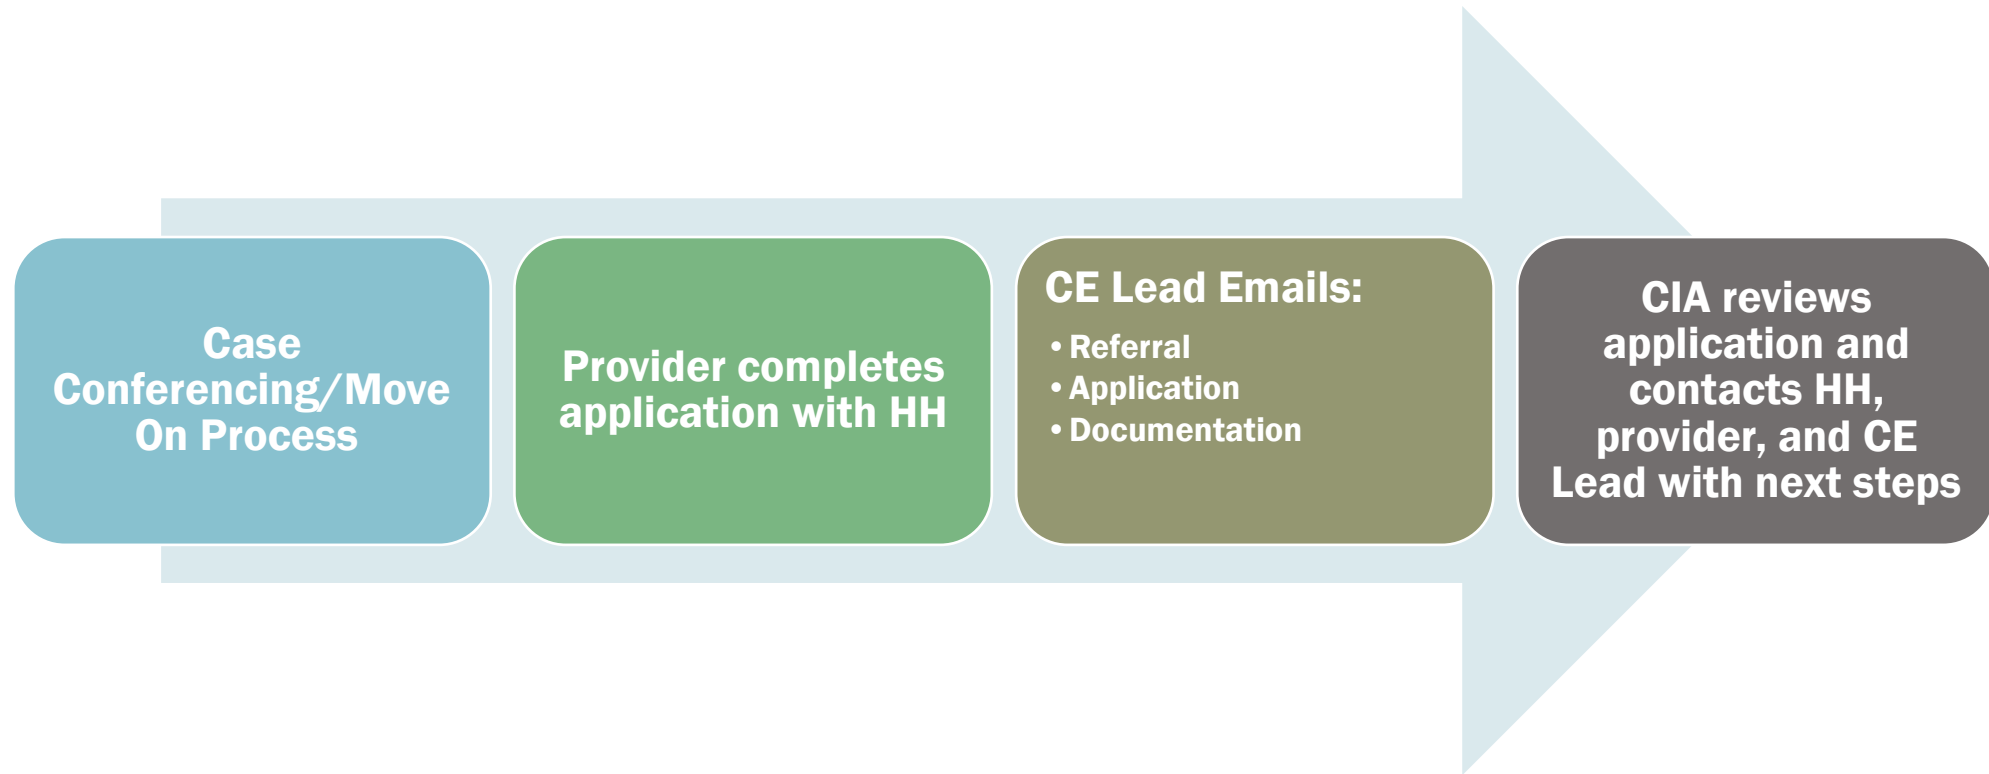 Case
Conferencing/Move
On Process
Provider completes
application with HH
CE Lead Emails:
• Referral
• Application
• Documentation
CIA reviews
application and
contacts HH,
provider, and CE
Lead with next steps